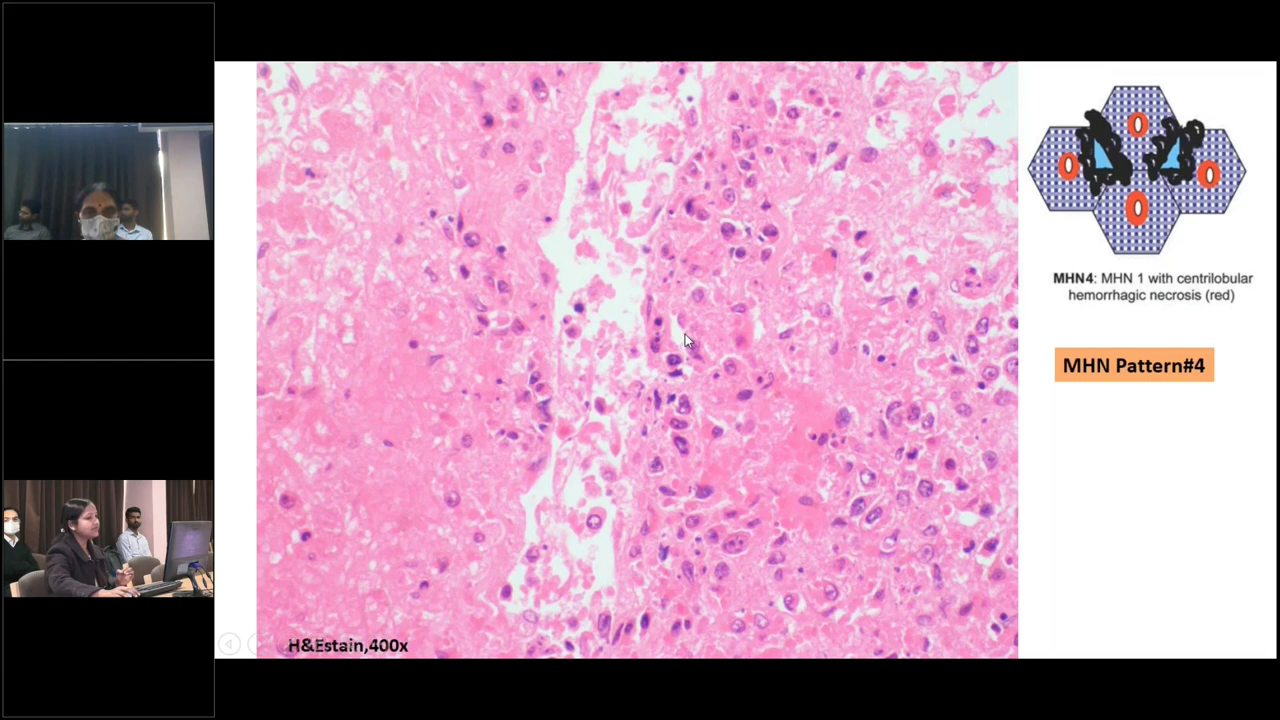 MHN4: MHN 1 with centrilobular
hemorrhagic necrosis (red)
MHN Pattern#4
H&Estain,400x